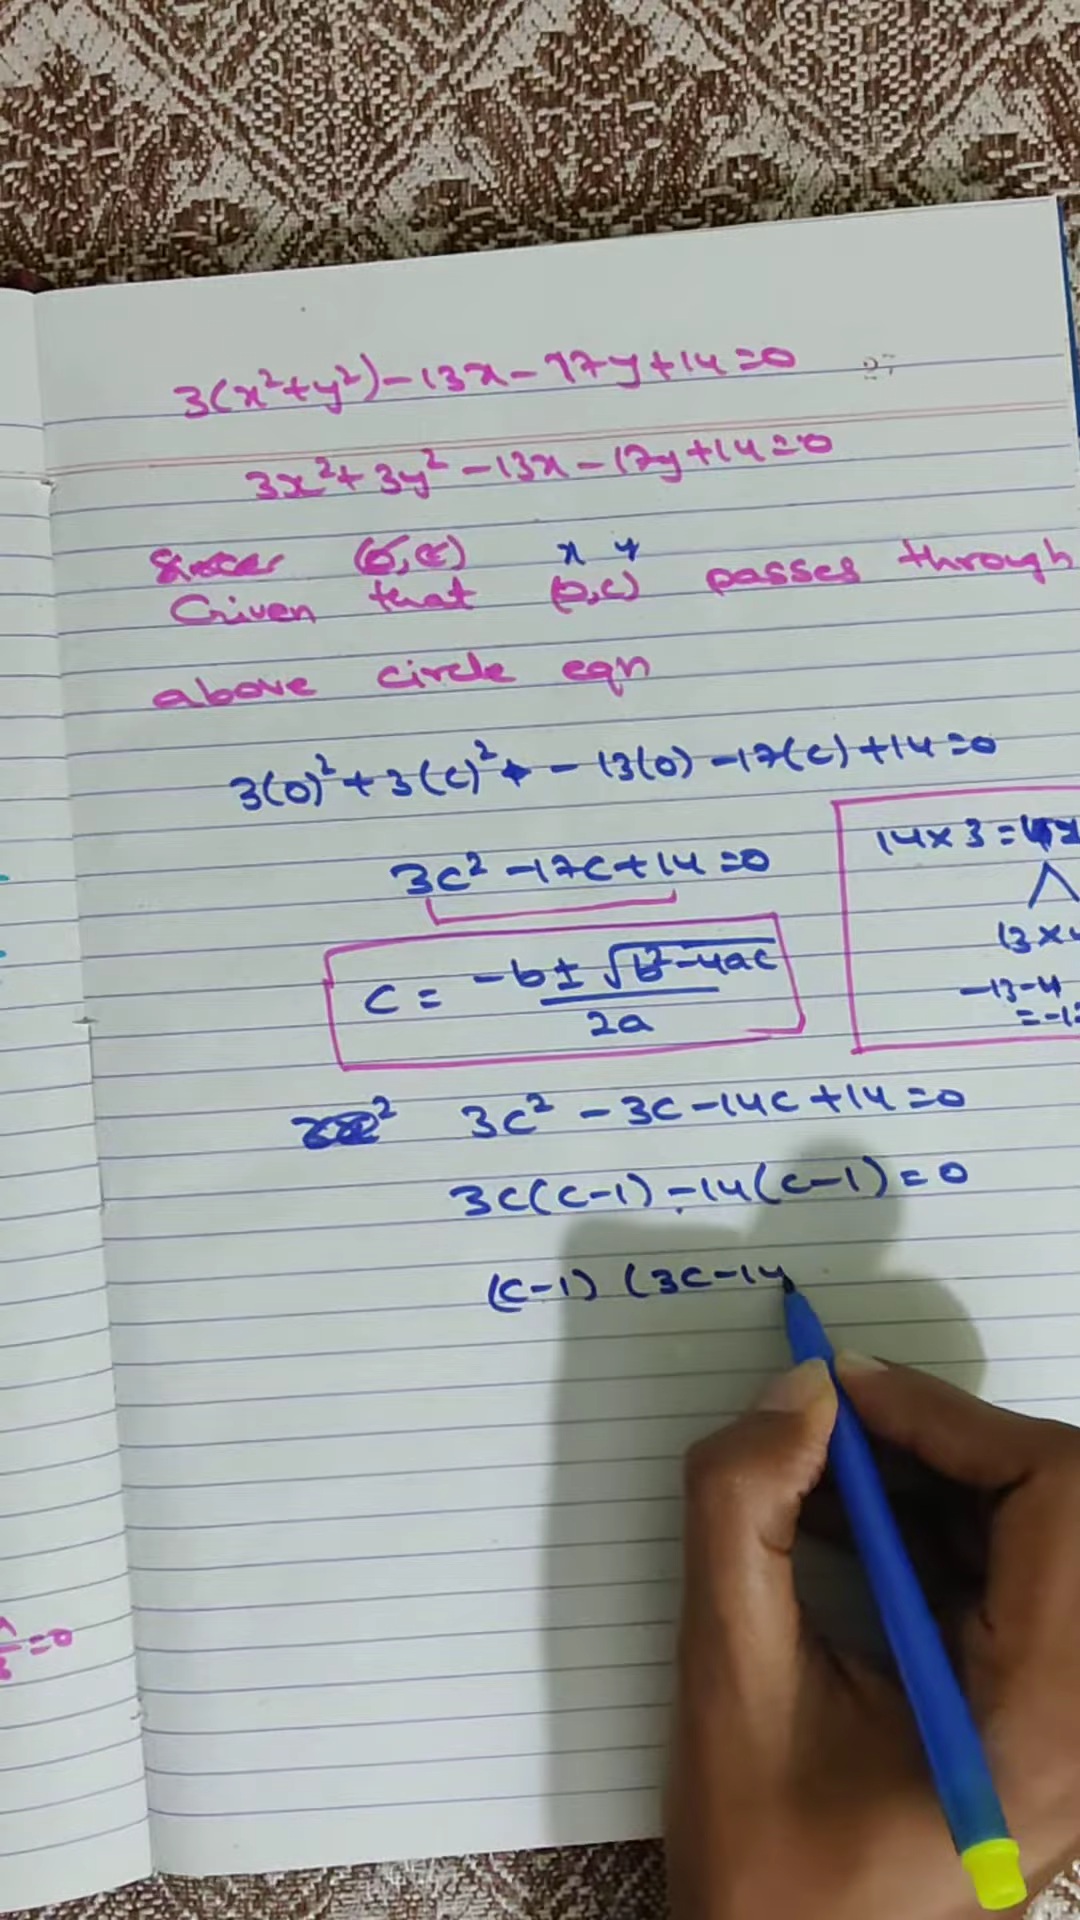 3(x²+y²)-13x-17y+14=0
3x²+3y²-13x-17y+14=0
x y
Given that (0,c) passes through
above circle eqn
3(0)²+3(c)² -13(0)-17(c)+14=0
3c²-17c+14=0
14×3=
C = -b±√b²-4ac / 2a
-13-4
3c²-3c-14c+14=0
3c(c-1)-14(c-1)=0
(c-1) (3c-14
=0